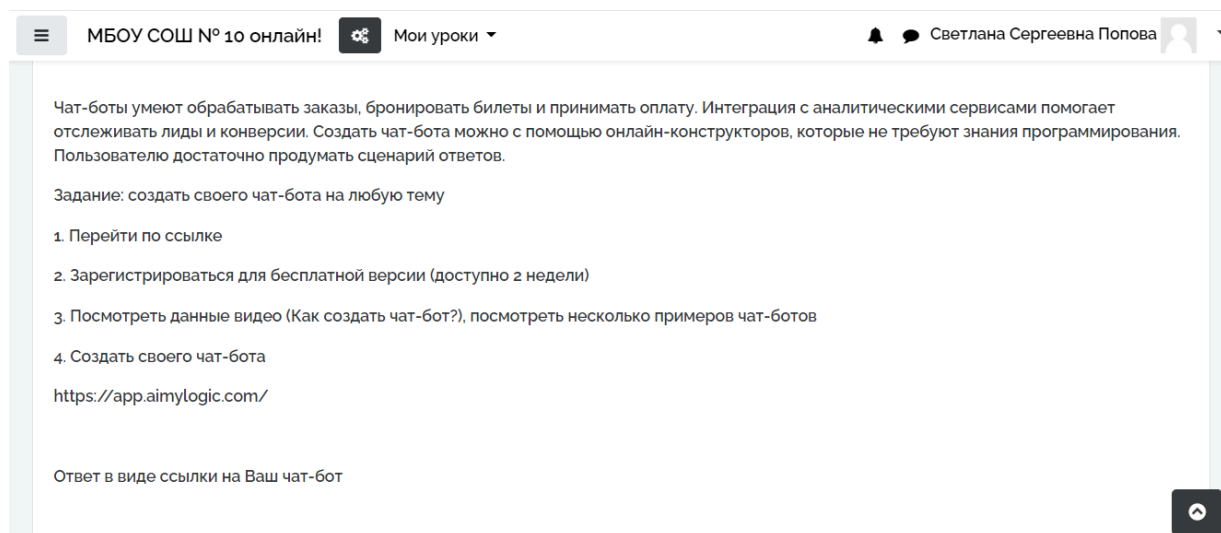 МБОУ СОШ № 10 онлайн! Мои уроки Светлана Сергеевна Попова
Чат-боты умеют обрабатывать заказы, бронировать билеты и принимать оплату. Интеграция с аналитическими сервисами помогает
отслеживать лиды и конверсии. Создать чат-бота можно с помощью онлайн-конструкторов, которые не требуют знания программирования.
Пользователю достаточно продумать сценарий ответов.
Задание: создать своего чат-бота на любую тему
1. Перейти по ссылке
2. Зарегистрироваться для бесплатной версии (доступно 2 недели)
3. Посмотреть данные видео (Как создать чат-бот?), посмотреть несколько примеров чат-ботов
4. Создать своего чат-бота
https://app.aimylogic.com/
Ответ в виде ссылки на Ваш чат-бот